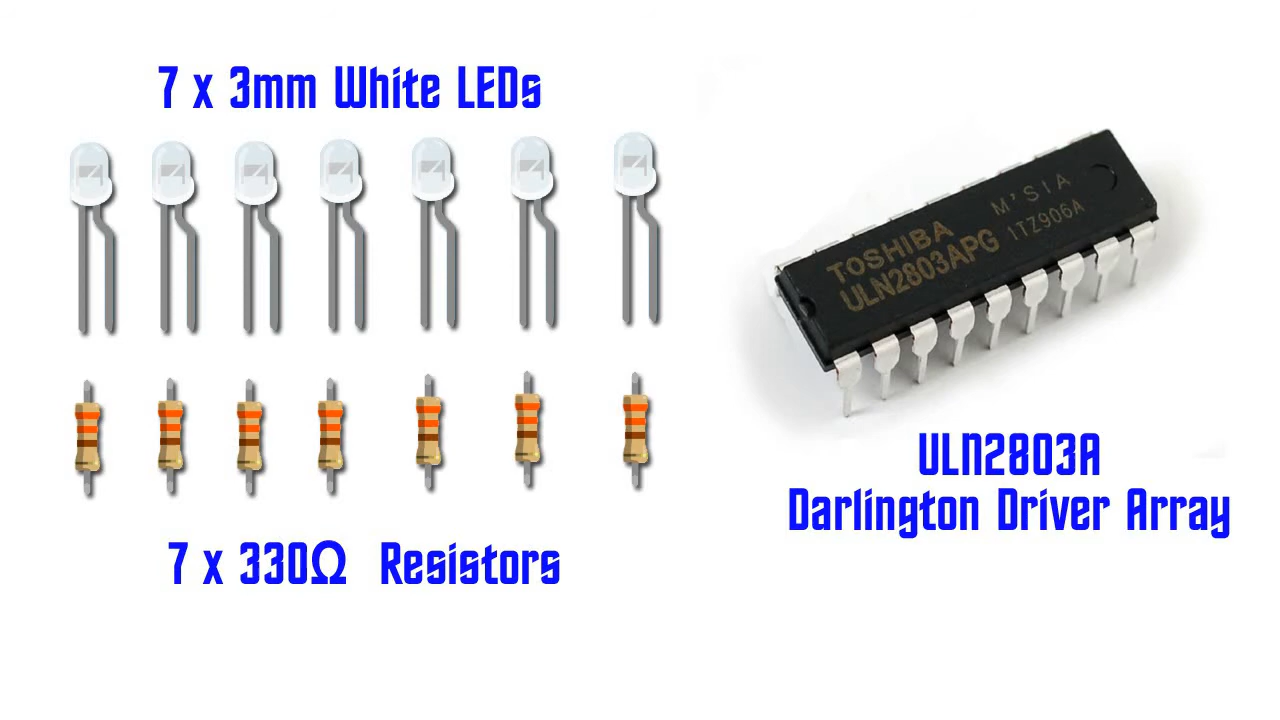 7 x 3mm White LEDs
7 x 330Ω Resistors
TOSHIBA M'SIA
ULN2803APG 1TZ906A
ULN2803A
Darlington Driver Array